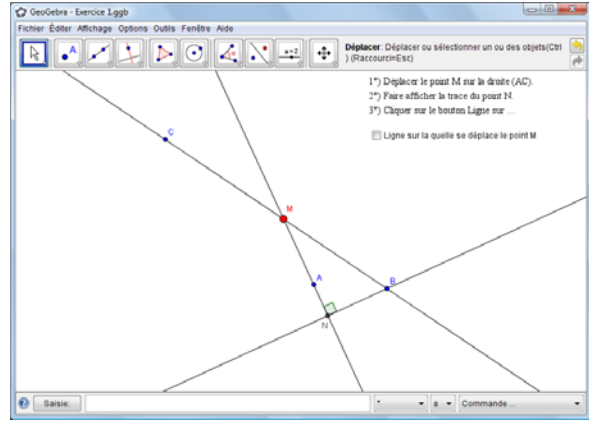 GeoGebra - Exercice 1.ggb
Fichier Éditer Affichage Options Outils Fenêtre Aide
A
a=2
Déplacer: Déplacer ou sélectionner un ou des objets(Ctrl
) (Raccourci=Esc)
1°) Déplacer le point M sur la droite (AC).
2°) Faire afficher la trace du point N.
3°) Cliquer sur le bouton Ligne sur ...
Ligne sur la quelle se déplace le point M
C
M
A
B
N
Saisie:
α
Commande ...